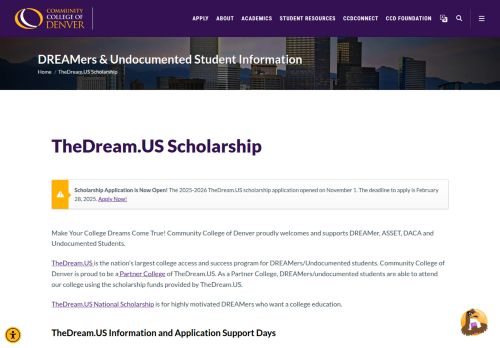 COMMUNITY
COLLEGE OF
DENVER
APPLY ABOUT ACADEMICS STUDENT RESOURCES CCDCONNECT CCD FOUNDATION
DREAMers & Undocumented Student Information
Home / TheDream.US Scholarship
TheDream.US Scholarship
Scholarship Application is Now Open! The 2025-2026 TheDream.US scholarship application opened on November 1. The deadline to apply is February
28, 2025. Apply Now!
Make Your College Dreams Come True! Community College of Denver proudly welcomes and supports DREAMer, ASSET, DACA and
Undocumented Students.
TheDream.US is the nation's largest college access and success program for DREAMers/Undocumented students. Community College of
Denver is proud to be a Partner College of TheDream.US. As a Partner College, DREAMers/undocumented students are able to attend
our college using the scholarship funds provided by TheDream.US.
TheDream.US National Scholarship is for highly motivated DREAMers who want a college education.
TheDream.US Information and Application Support Days